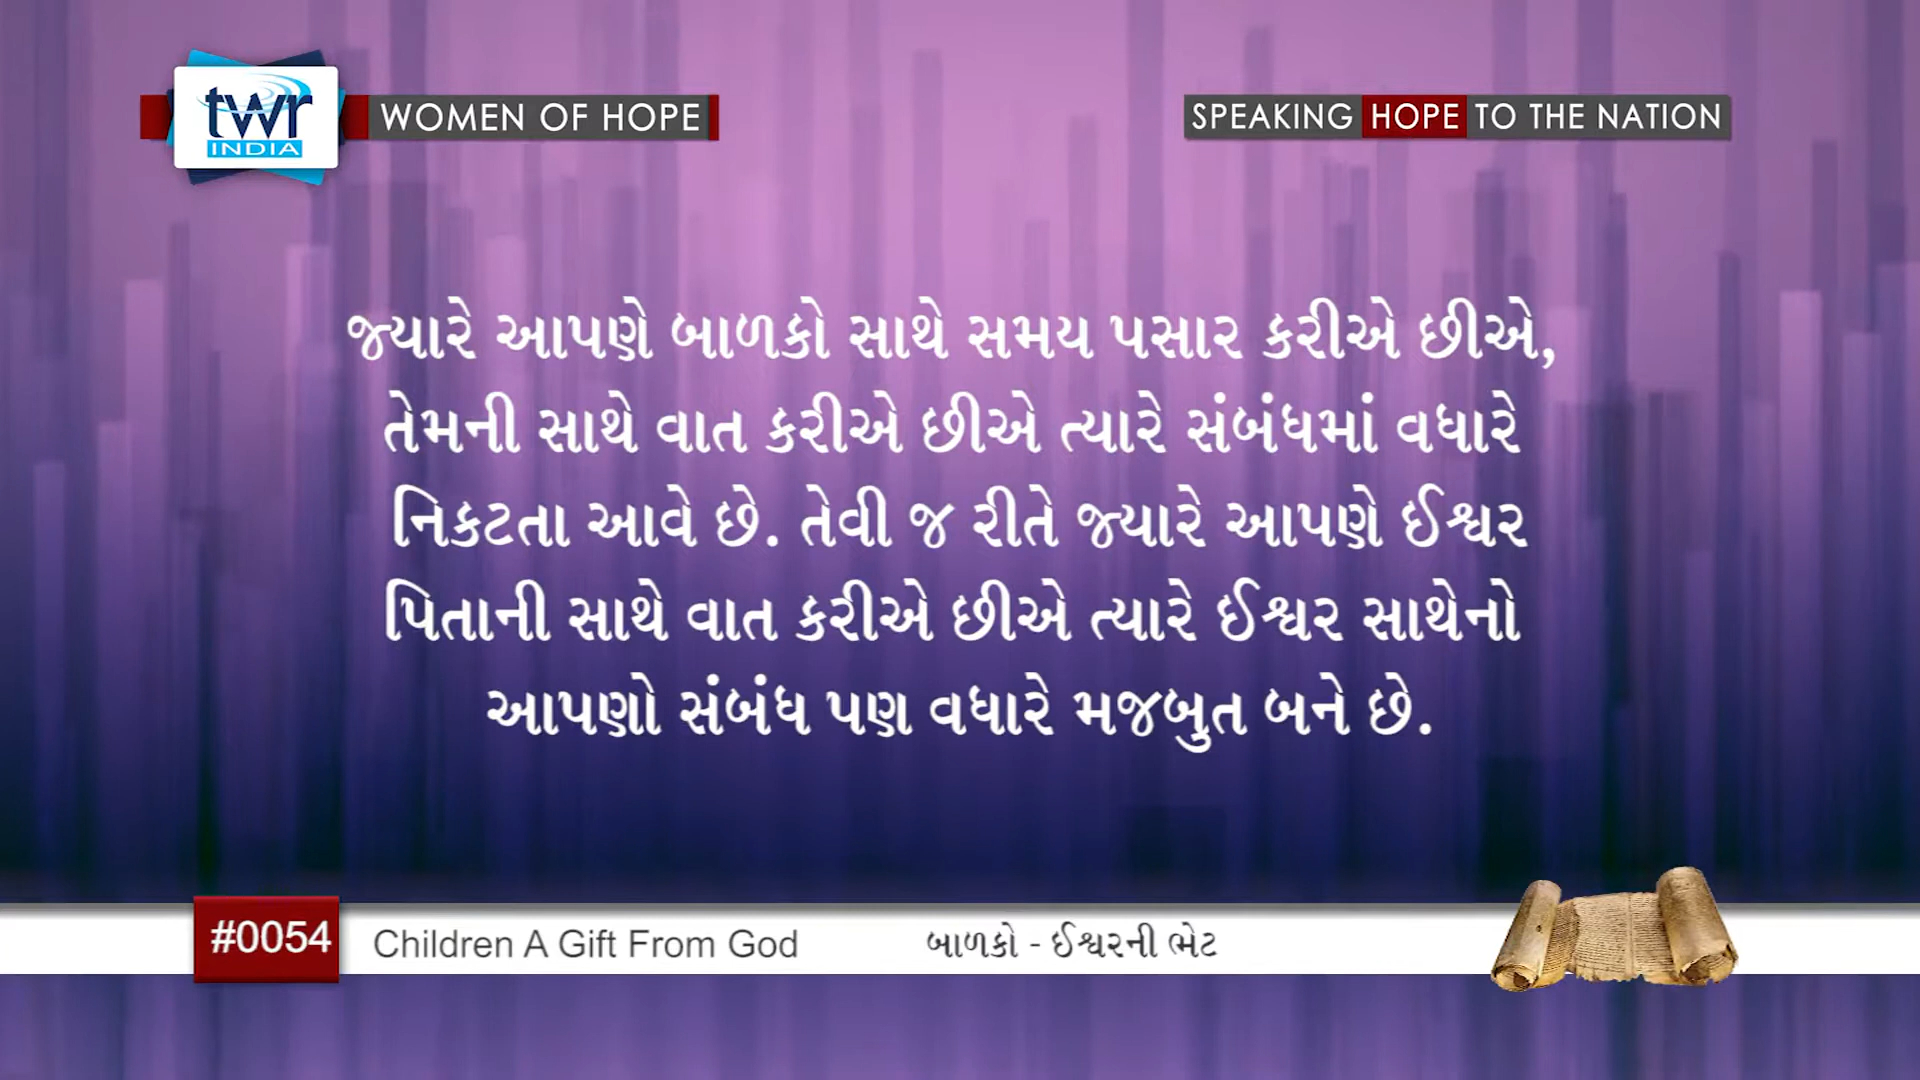 twr
INDIA
WOMEN OF HOPE
SPEAKING HOPE TO THE NATION
જ્યારે આપણે બાળકો સાથે સમય પસાર કરીએ છીએ,
તેમની સાથે વાત કરીએ છીએ ત્યારે સંબંધમાં વધારે
નિકટતા આવે છે. તેવી જ રીતે જ્યારે આપણે ઈશ્વર
પિતાની સાથે વાત કરીએ છીએ ત્યારે ઈશ્વર સાથેનો
આપણો સંબંધ પણ વધારે મજબુત બને છે.
#0054
Children A Gift From God
બાળકો - ઈશ્વરની ભેટ